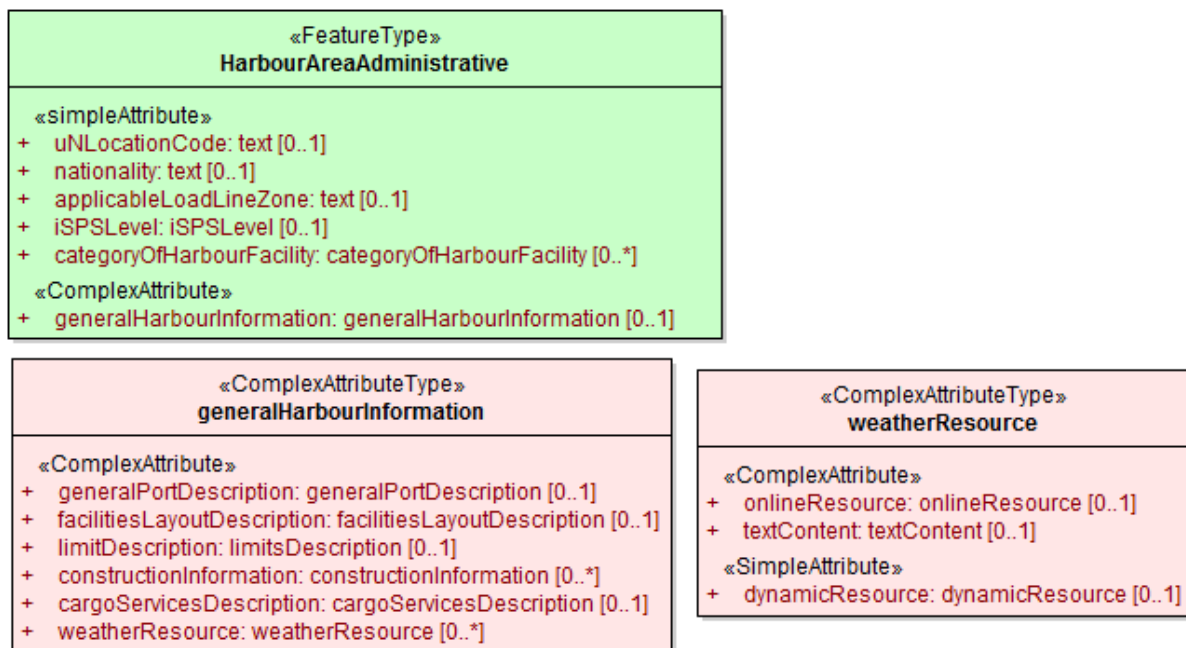 «FeatureType»
HarbourAreaAdministrative
«simpleAttribute»
+ uNLocationCode: text [0..1]
+ nationality: text [0..1]
+ applicableLoadLineZone: text [0..1]
+ iSPSLevel: iSPSLevel [0..1]
+ categoryOfHarbourFacility: categoryOfHarbourFacility [0..*]
«ComplexAttribute»
+ generalHarbourInformation: generalHarbourInformation [0..1]
«ComplexAttributeType»
generalHarbourInformation
«ComplexAttribute»
+ generalPortDescription: generalPortDescription [0..1]
+ facilitiesLayoutDescription: facilitiesLayoutDescription [0..1]
+ limitDescription: limitsDescription [0..1]
+ constructionInformation: constructionInformation [0..*]
+ cargoServicesDescription: cargoServicesDescription [0..1]
+ weatherResource: weatherResource [0..*]
«ComplexAttributeType»
weatherResource
«ComplexAttribute»
+ onlineResource: onlineResource [0..1]
+ textContent: textContent [0..1]
«SimpleAttribute»
+ dynamicResource: dynamicResource [0..1]